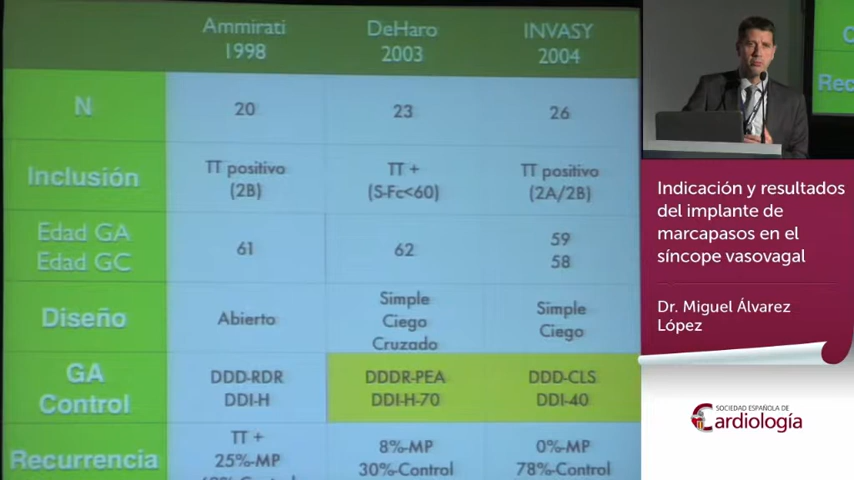 Ammirati
1998
DeHaro
2003
INVASY
2004
N
20
23
26
Inclusión
TT positivo
(2B)
TT +
(S-Fc<60)
TT positivo
(2A/2B)
Edad GA
Edad GC
61
62
59
58
Diseño
Abierto
Simple
Ciego
Cruzado
Simple
Ciego
GA
Control
DDD-RDR
DDI-H
DDDR-PEA
DDI-H-70
DDD-CLS
DDI-40
Recurrencia
TT +
25%-MP
8%-MP
30%-Control
0%-MP
78%-Control
Rec
Indicación y resultados
del implante de
marcapasos en el
síncope vasovagal
Dr. Miguel Álvarez
López
SOCIEDAD ESPAÑOLA DE
Cardiología